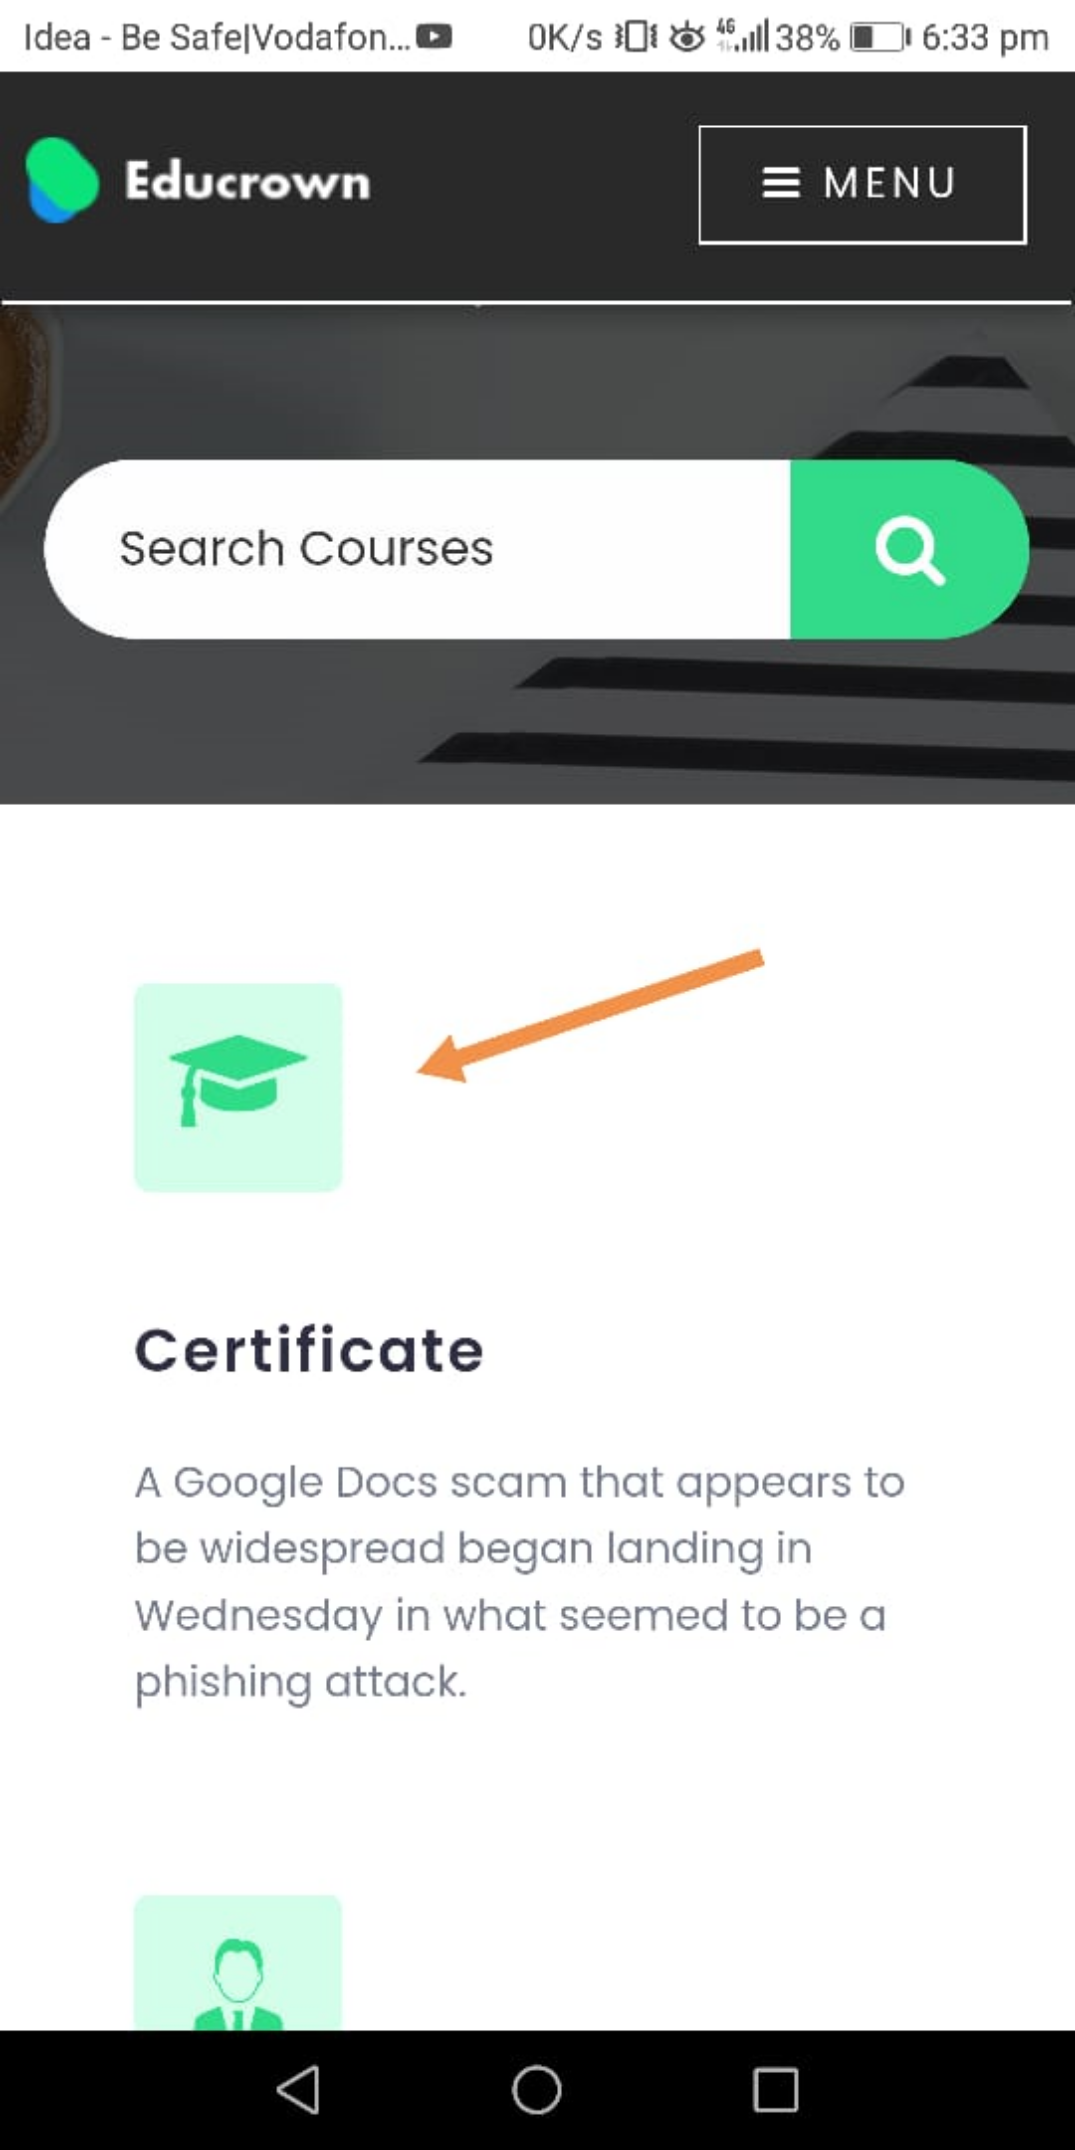 Idea - Be Safe|Vodafon... 0K/s 4G 38% 6:33 pm
Educrown
MENU
Search Courses
Certificate
A Google Docs scam that appears to
be widespread began landing in
Wednesday in what seemed to be a
phishing attack.